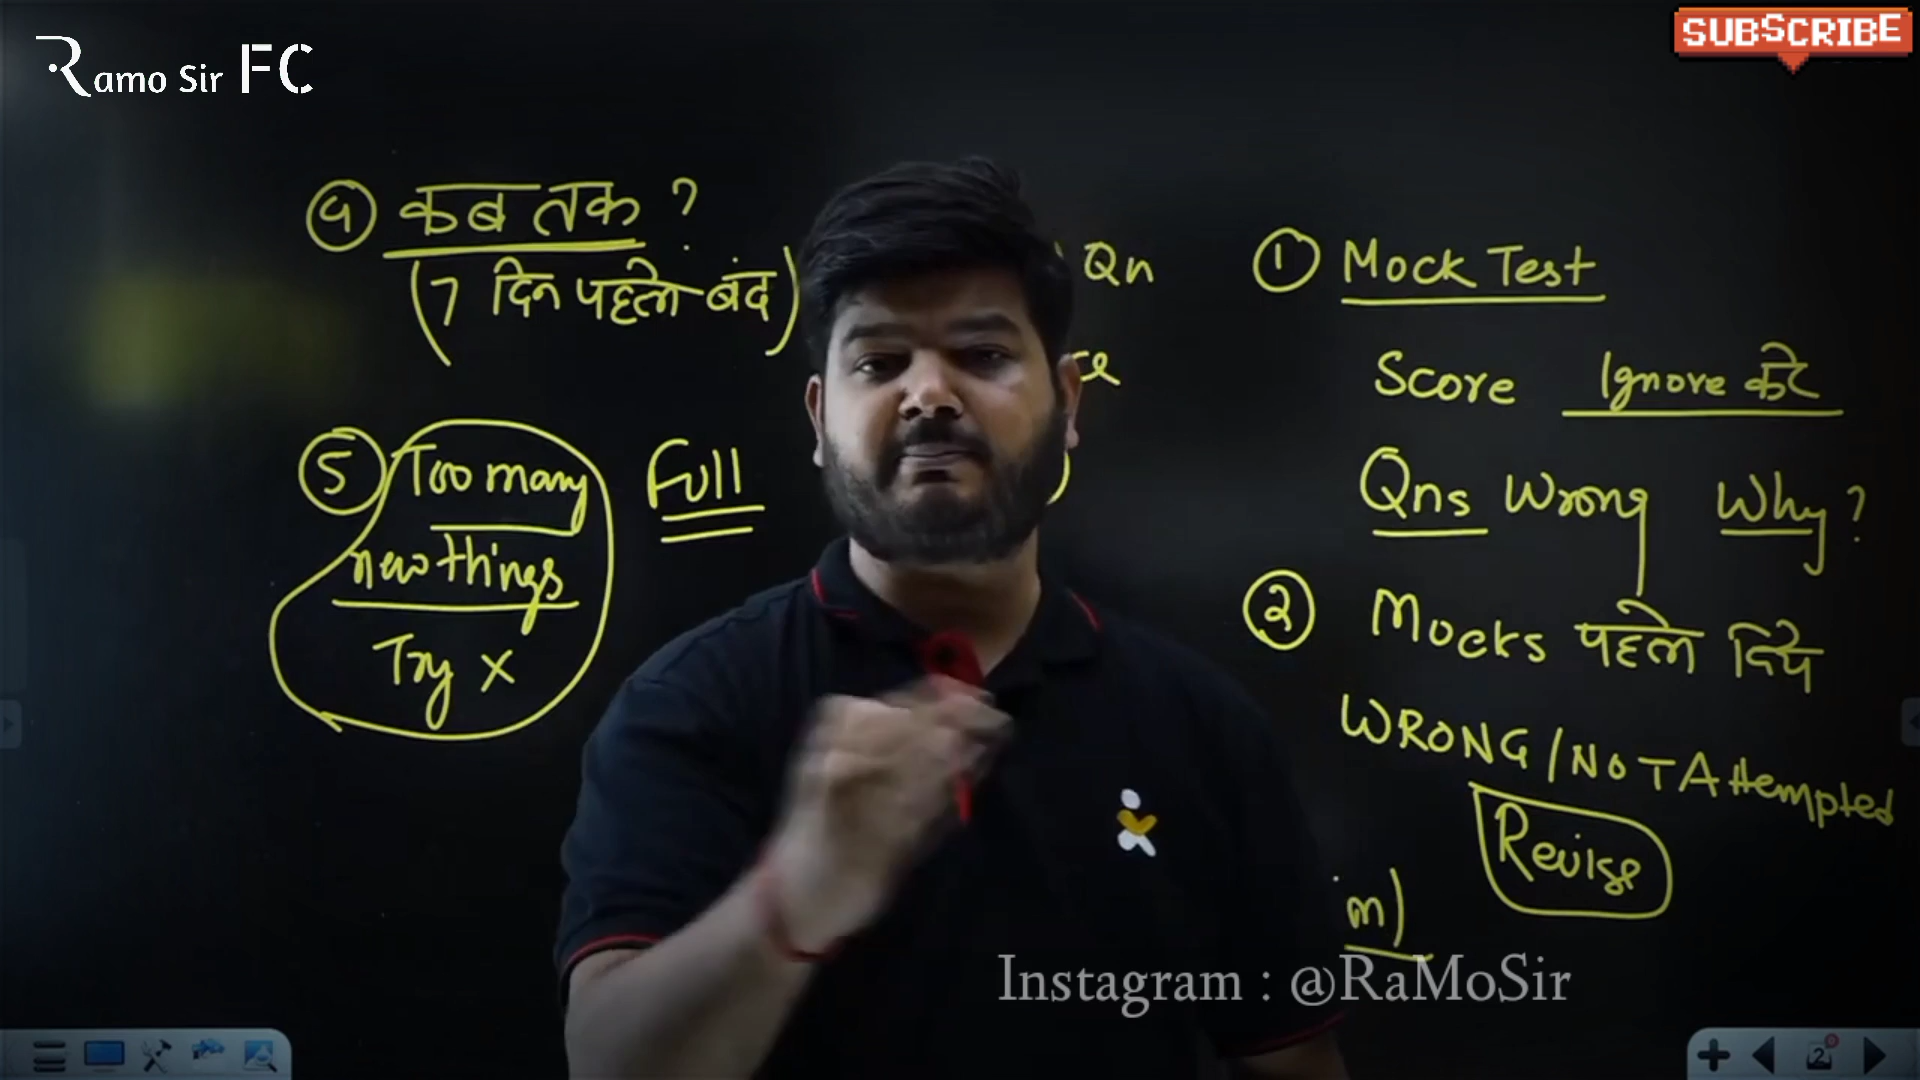 Ramo Sir FC
SUBSCRIBE
④ कब तक ?
(7 दिन पहले बंद)
⑤ Too many
new things
Try ×
Full
Qn
① Mock Test
Score Ignore करे
Qns Wrong Why ?
② Mocks पहले दिये
WRONG / NOT Attempted
Revise
Instagram : @RaMoSir
2